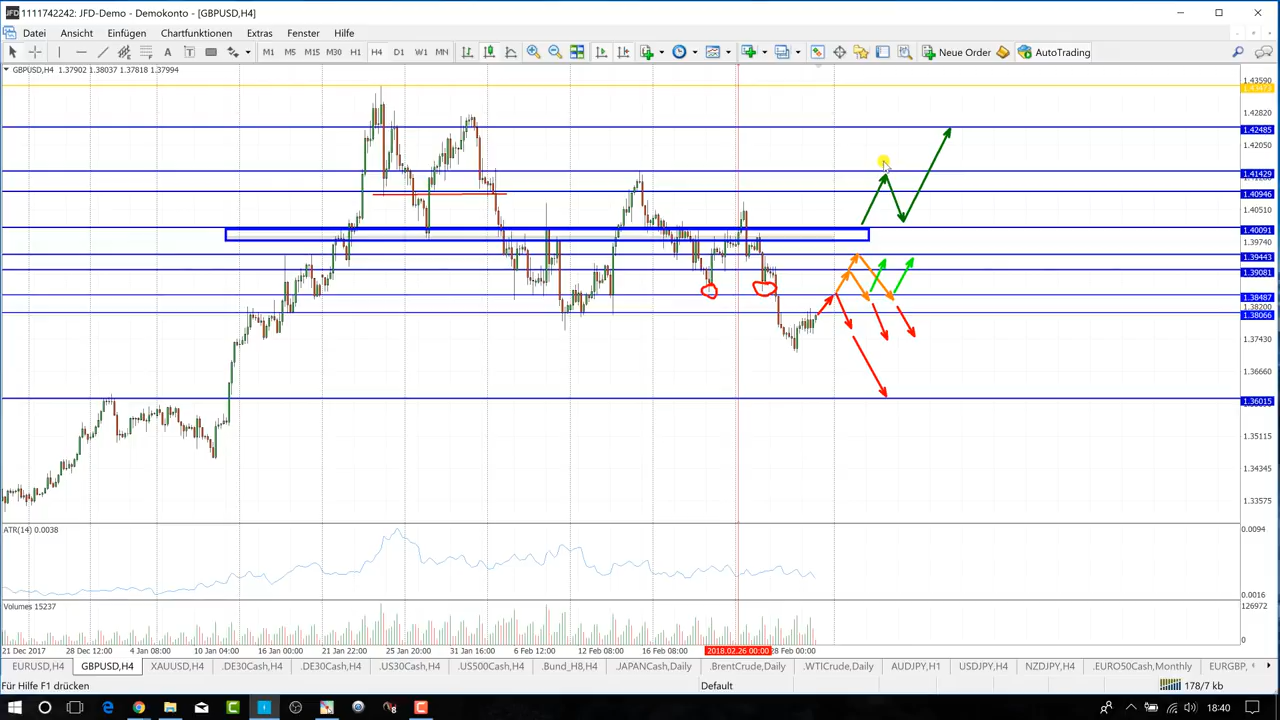 1111742242: JFD-Demo - Demokonto - [GBPUSD,H4]
Datei Ansicht Einfügen Chartfunktionen Extras Fenster Hilfe
A T M1 M5 M15 M30 H1 H4 D1 W1 MN Neue Order AutoTrading
GBPUSD,H4 1.37902 1.38037 1.37818 1.37994
1.43590
1.43473
1.42820
1.42485
1.42050
1.41429
1.40946
1.40510
1.40091
1.39740
1.39443
1.39081
1.38487
1.38200
1.38066
1.37430
1.36660
1.36015
1.35115
1.34345
1.33575
ATR(14) 0.0038
0.0094
0.0016
Volumes 15237
126972
0
21 Dec 2017 28 Dec 12:00 4 Jan 08:00 10 Jan 04:00 16 Jan 00:00 21 Jan 22:00 25 Jan 20:00 31 Jan 16:00 6 Feb 12:00 12 Feb 12:00 16 Feb 08:00 2018.02.26 00:00 28 Feb 00:00
EURUSD,H4 GBPUSD,H4 XAUUSD,H4 .DE30Cash,H4 .DE30Cash,H4 .US30Cash,H4 .US500Cash,H4 .Bund_H8,H4 .JAPANCash,Daily .BrentCrude,Daily .WTICrude,Daily AUDJPY,H1 USDJPY,H4 NZDJPY,H4 .EURO50Cash,Monthly EURGBP,
Für Hilfe F1 drücken Default 178/7 kb
18:40